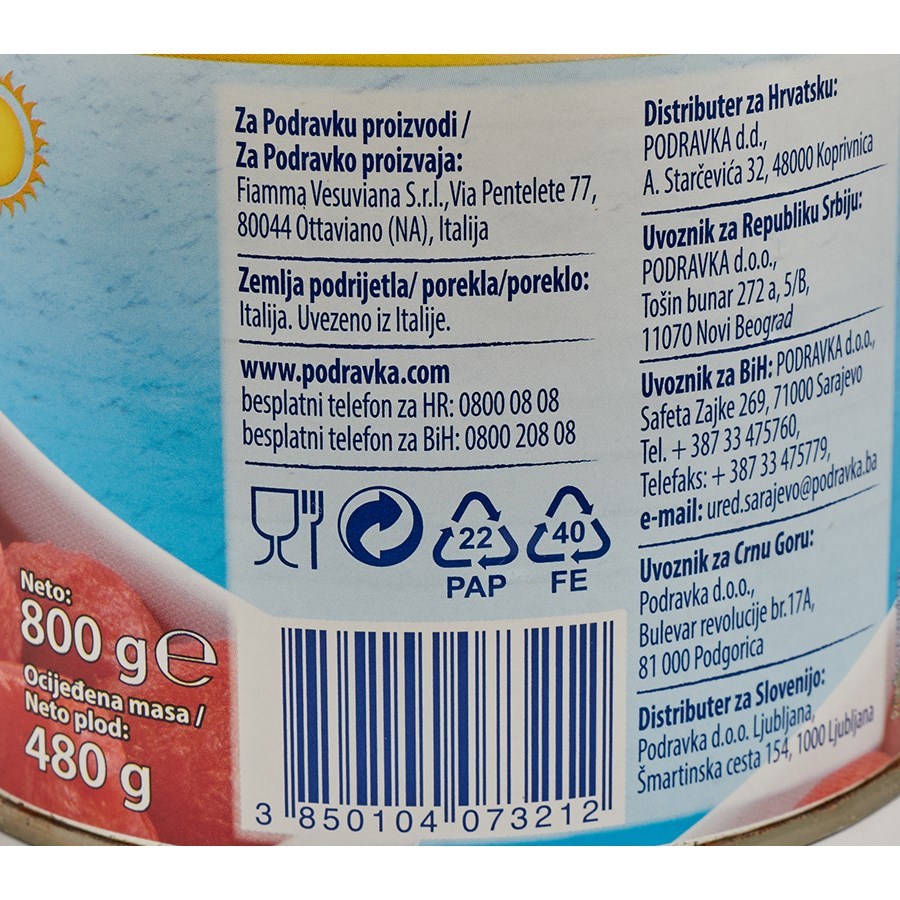 Za Podravku proizvodi /
Za Podravko proizvaja:
Fiamma Vesuviana S.r.l., Via Pentelete 77,
80044 Ottaviano (NA), Italija
Zemlja podrijetla/ porekla/poreklo:
Italija. Uvezeno iz Italije.
www.podravka.com
besplatni telefon za HR: 0800 08 08
besplatni telefon za BiH: 0800 208 08
22
PAP
40
FE
Neto:
800 g e
Ocijeđena masa /
Neto plod:
480 g
3 850104 073212
Distributer za Hrvatsku:
PODRAVKA d.d.,
A. Starčevića 32, 48000 Koprivnica
Uvoznik za Republiku Srbiju:
PODRAVKA d.o.o.,
Tošin bunar 272 a, 5/B,
11070 Novi Beograd
Uvoznik za BiH: PODRAVKA d.o.o.,
Safeta Zajke 269, 71000 Sarajevo
Tel. + 387 33 475760,
Telefaks: + 387 33 475779,
e-mail: ured.sarajevo@podravka.ba
Uvoznik za Crnu Goru:
Podravka d.o.o.,
Bulevar revolucije br.17A,
81 000 Podgorica
Distributer za Sloveniju:
Podravka d.o.o. Ljubljana,
Šmartinska cesta 154, 1000 Ljubljana